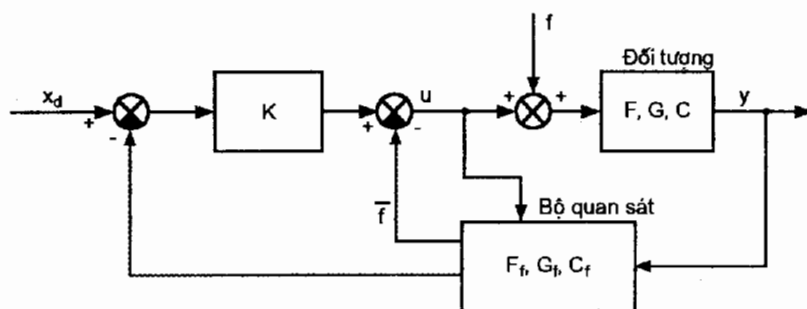 f
Đối tượng
x_d
+
-
K
+
-
u
+
+
F, G, C
y
f̅
Bộ quan sát
F_f, G_f, C_f